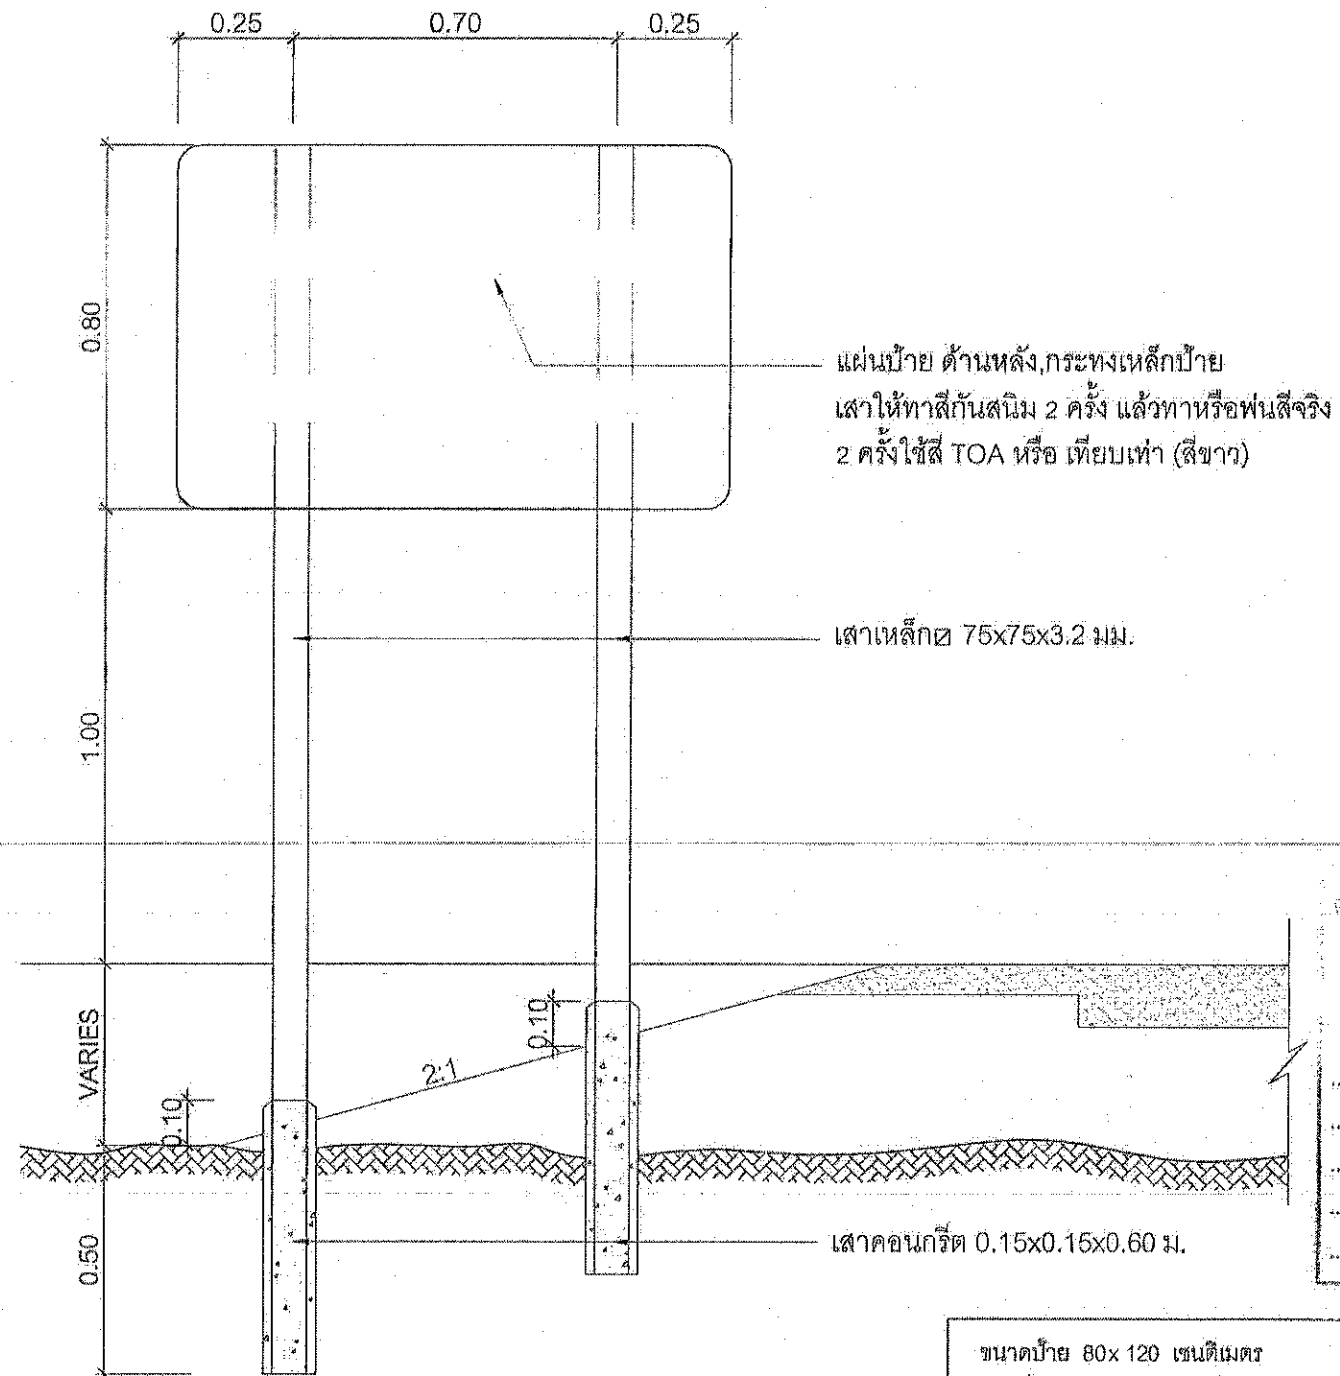 0.25 0.70 0.25
0.80
แผ่นป้าย ด้านหลัง,กระทงเหล็กป้าย
เสาให้ทาสีกันสนิม 2 ครั้ง แล้วทาหรือพ่นสีจริง
2 ครั้งใช้สี TOA หรือ เทียบเท่า (สีขาว)
เสาเหล็ก 75x75x3.2 มม.
1.00
VARIES
0.10
2:1
0.10
0.50
เสาคอนกรีต 0.15x0.15x0.60 ม.
ขนาดป้าย 80x120 เซนติเมตร